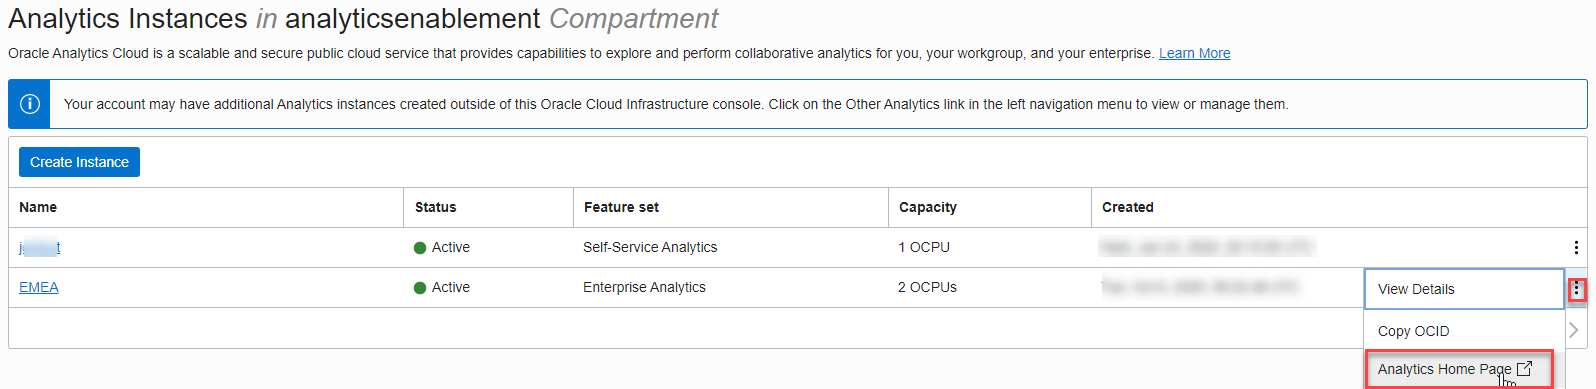 Analytics Instances in analyticsenablement Compartment
Oracle Analytics Cloud is a scalable and secure public cloud service that provides capabilities to explore and perform collaborative analytics for you, your workgroup, and your enterprise. Learn More
Your account may have additional Analytics instances created outside of this Oracle Cloud Infrastructure console. Click on the Other Analytics link in the left navigation menu to view or manage them.
Create Instance
Name Status Feature set Capacity Created
Active Self-Service Analytics 1 OCPU
EMEA Active Enterprise Analytics 2 OCPUs
View Details
Copy OCID
Analytics Home Page